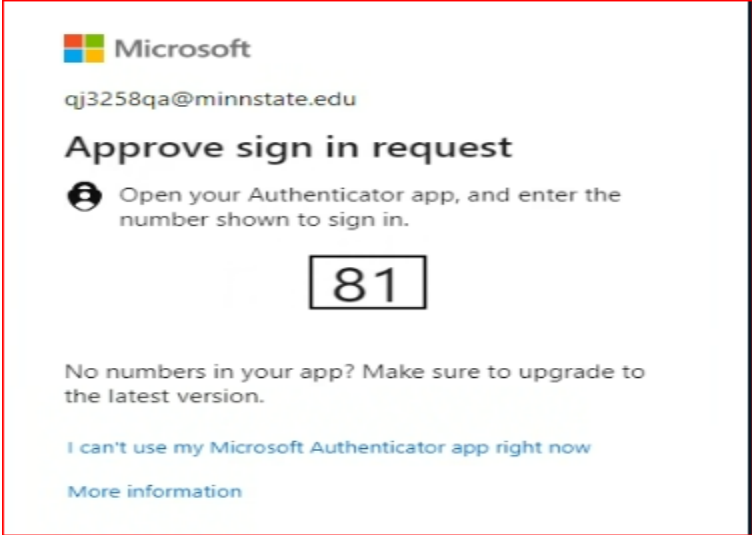 Microsoft
qj3258qa@minnstate.edu
Approve sign in request
Open your Authenticator app, and enter the
number shown to sign in.
81
No numbers in your app? Make sure to upgrade to
the latest version.
I can't use my Microsoft Authenticator app right now
More information